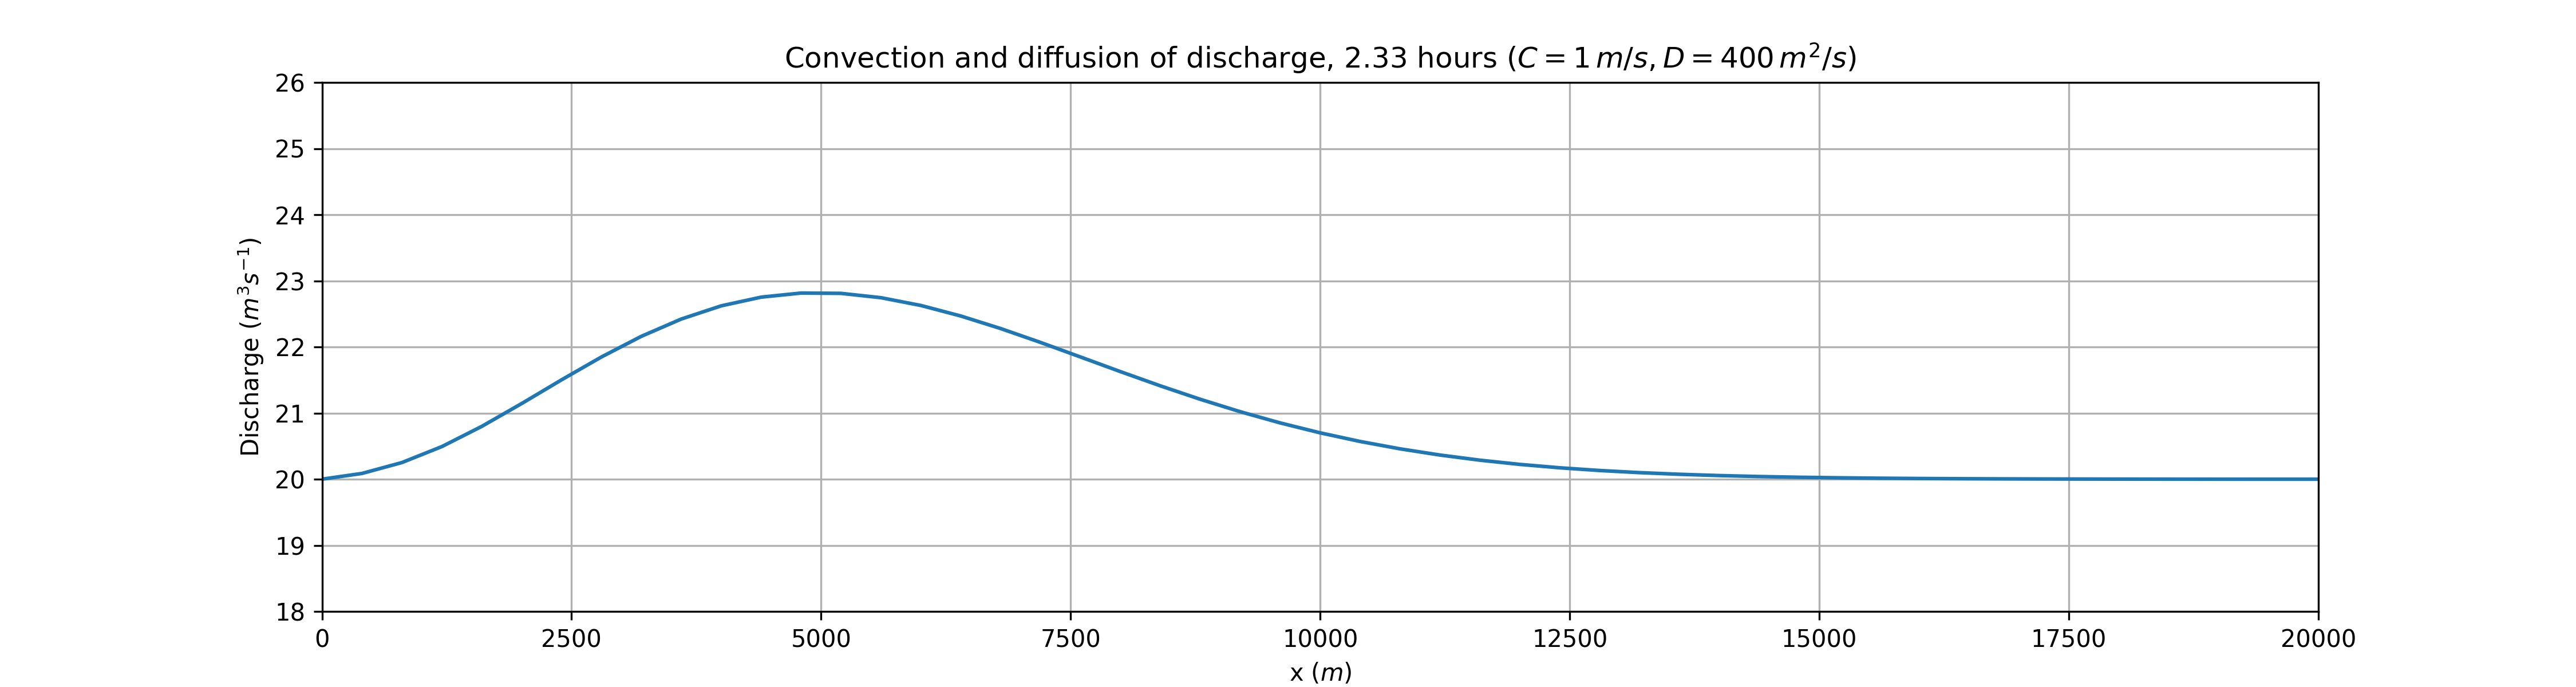 Convection and diffusion of discharge, 2.33 hours (C = 1 m/s, D = 400 m²/s)
26
25
24
23
22
21
20
19
18
Discharge (m³s⁻¹)
0 2500 5000 7500 10000 12500 15000 17500 20000
x (m)